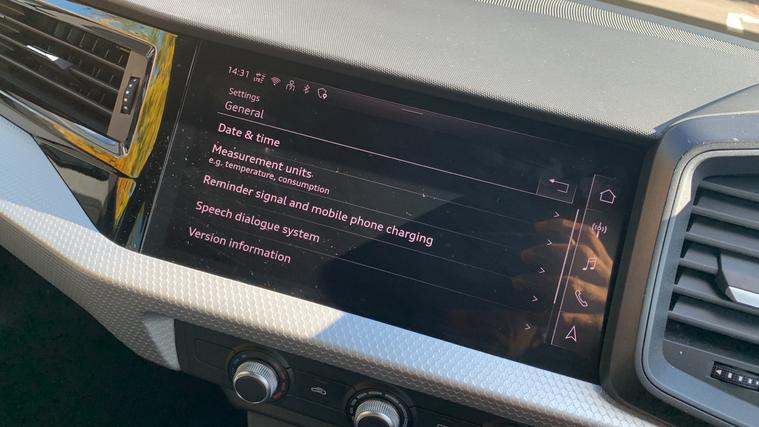 14:31 LTE
Settings
General
Date & time
Measurement units
e.g. temperature, consumption
Reminder signal and mobile phone charging
Speech dialogue system
Version information